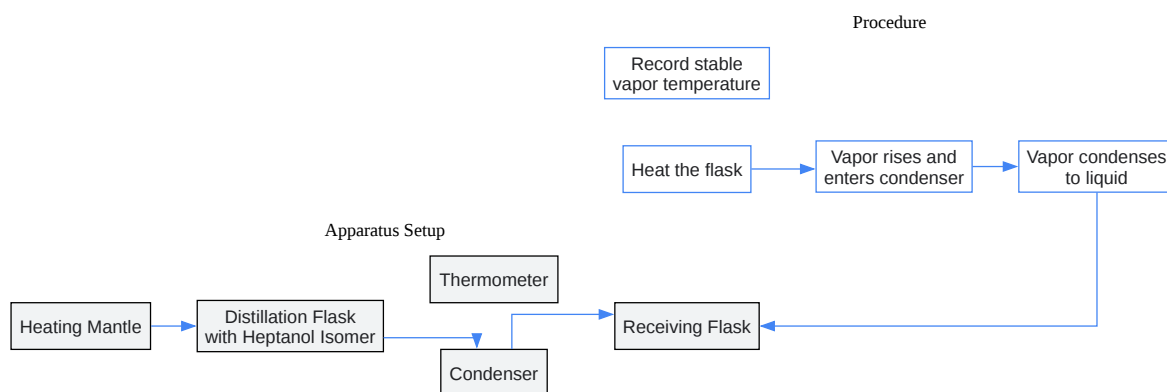 Procedure
Record stable
vapor temperature
Heat the flask
Vapor rises and
enters condenser
Vapor condenses
to liquid
Apparatus Setup
Thermometer
Heating Mantle
Distillation Flask
with Heptanol Isomer
Receiving Flask
Condenser